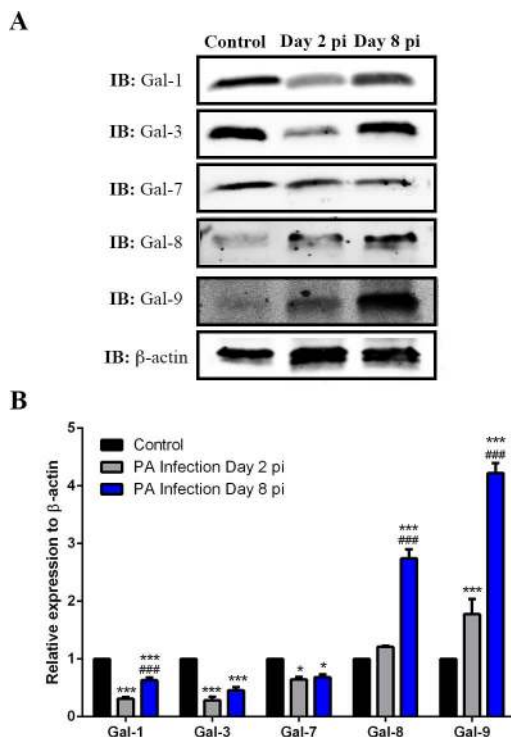 A
Control Day 2 pi Day 8 pi
IB: Gal-1
IB: Gal-3
IB: Gal-7
IB: Gal-8
IB: Gal-9
IB: β-actin
B
Relative expression to β-actin
5
4
3
2
1
0
Control
PA Infection Day 2 pi
PA Infection Day 8 pi
***
***
###
***
***
*
*
***
###
***
***
###
Gal-1 Gal-3 Gal-7 Gal-8 Gal-9